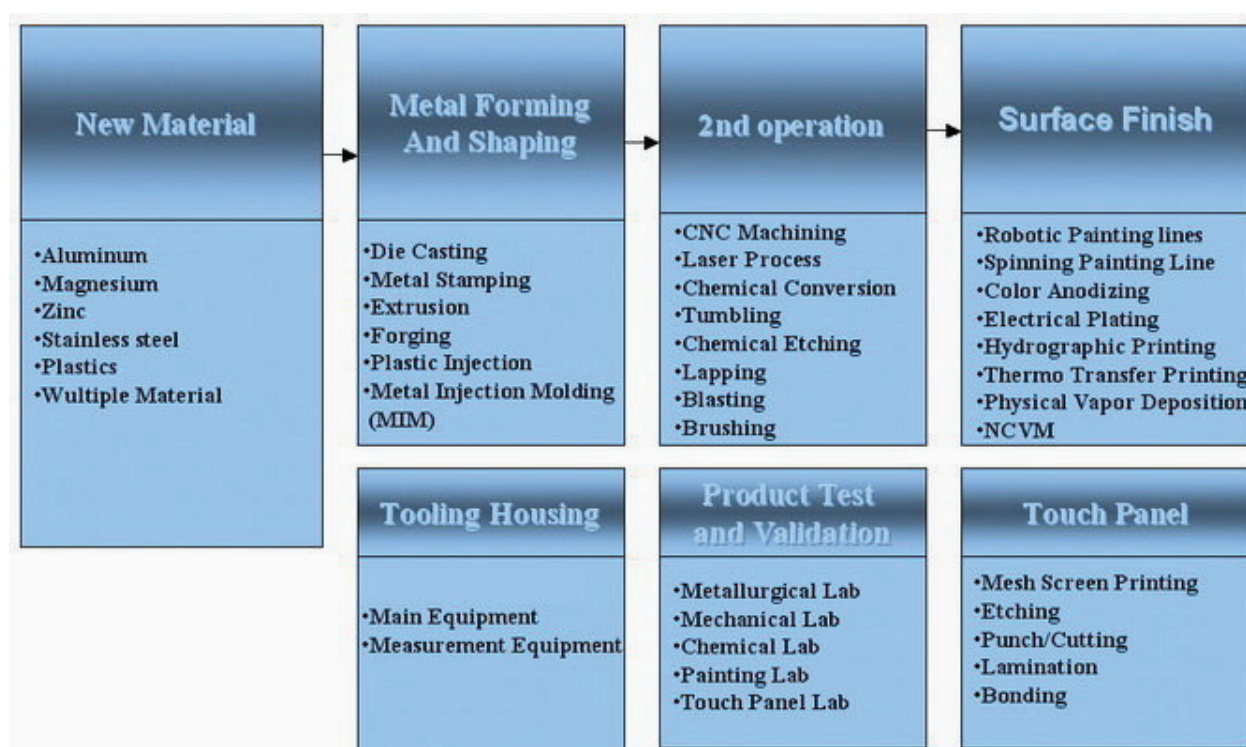 New Material
•Aluminum
•Magnesium
•Zinc
•Stainless steel
•Plastics
•Wultiple Material
Metal Forming
And Shaping
•Die Casting
•Metal Stamping
•Extrusion
•Forging
•Plastic Injection
•Metal Injection Molding
(MIM)
2nd operation
•CNC Machining
•Laser Process
•Chemical Conversion
•Tumbling
•Chemical Etching
•Lapping
•Blasting
•Brushing
Surface Finish
•Robotic Painting lines
•Spinning Painting Line
•Color Anodizing
•Electrical Plating
•Hydrographic Printing
•Thermo Transfer Printing
•Physical Vapor Deposition
•NCVM
Tooling Housing
•Main Equipment
•Measurement Equipment
Product Test
and Validation
•Metallurgical Lab
•Mechanical Lab
•Chemical Lab
•Painting Lab
•Touch Panel Lab
Touch Panel
•Mesh Screen Printing
•Etching
•Punch/Cutting
•Lamination
•Bonding